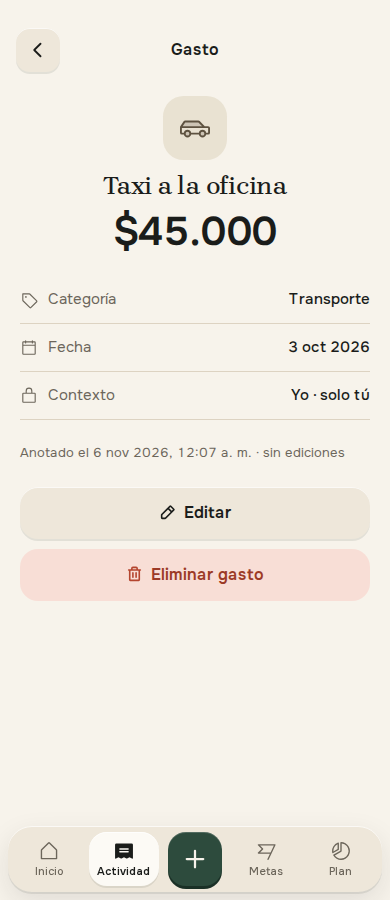 Gasto
Taxi a la oficina
$45.000
Categoría Transporte
Fecha 3 oct 2026
Contexto Yo · solo tú
Anotado el 6 nov 2026, 12:07 a. m. · sin ediciones
Editar
Eliminar gasto
Inicio Actividad Metas Plan